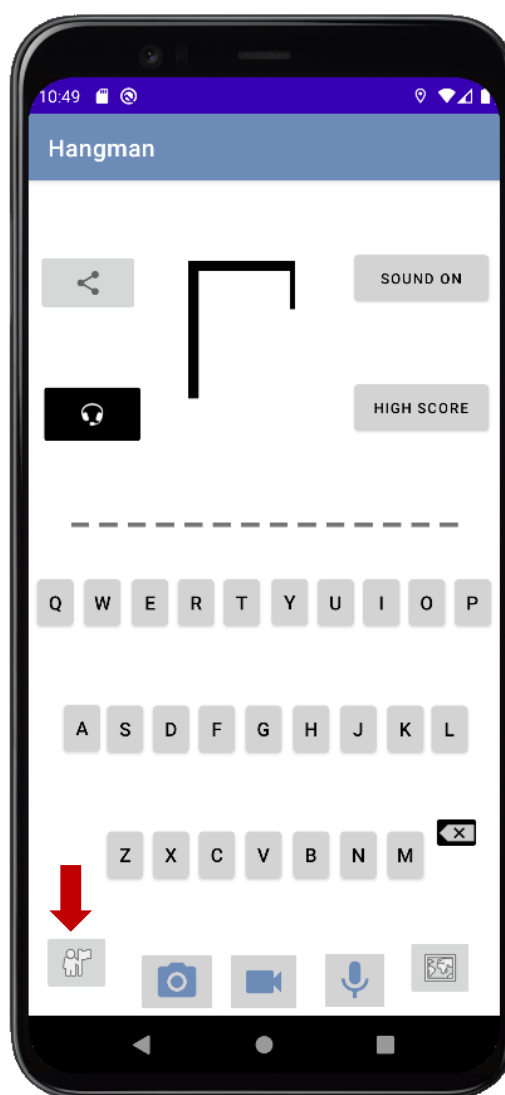 10:49
Hangman
SOUND ON
HIGH SCORE
Q W E R T Y U I O P
A S D F G H J K L
Z X C V B N M